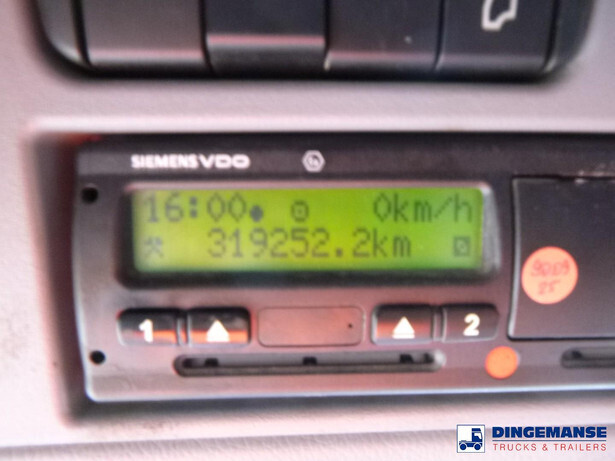 SIEMENS VDO
16:00 0km/h
319252.2km
1 2
DINGEMANSE
TRUCKS & TRAILERS